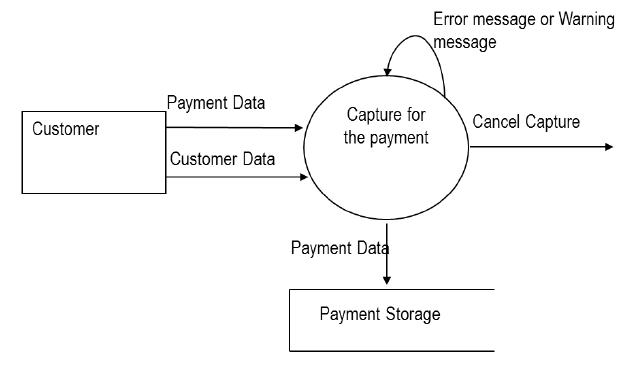 Error message or Warning
message
Payment Data
Customer
Capture for
the payment
Cancel Capture
Customer Data
Payment Data
Payment Storage